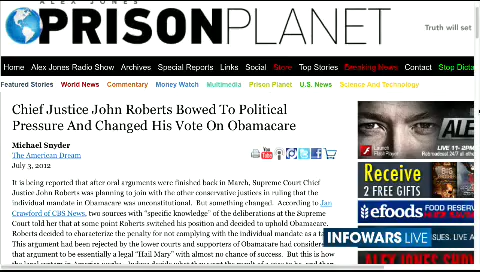 ALEX JONES
PRISONPLANET
Truth will set
Home Alex Jones Radio Show Archives Special Reports Links Social Store Top Stories Breaking News Contact Stop Dicta
Featured Stories World News Commentary Money Watch Multimedia Prison Planet U.S. News Science And Technology
Chief Justice John Roberts Bowed To Political
Pressure And Changed His Vote On Obamacare
Michael Snyder
The American Dream
July 3, 2012
It is being reported that after oral arguments were finished back in March, Supreme Court Chief
Justice John Roberts was planning to join with the other conservative justices in ruling that the
individual mandate in Obamacare was unconstitutional. But something changed. According to Jan
Crawford of CBS News, two sources with "specific knowledge" of the deliberations at the Supreme
Court told her that at some point Roberts switched his position and decided to uphold Obamacare.
Roberts decided to characterize the penalty for not complying with the individual mandate as a
This argument had been rejected by the lower courts and supporters of Obamacare had considere
that argument to be essentially a legal "Hail Mary" with almost no chance of success. But this is how
ALE
LIVE 11-2PM
Receive
2 FREE GIFTS
efoods FOOD RESERVE
INFOWARS LIVE
SUES. LIVE A